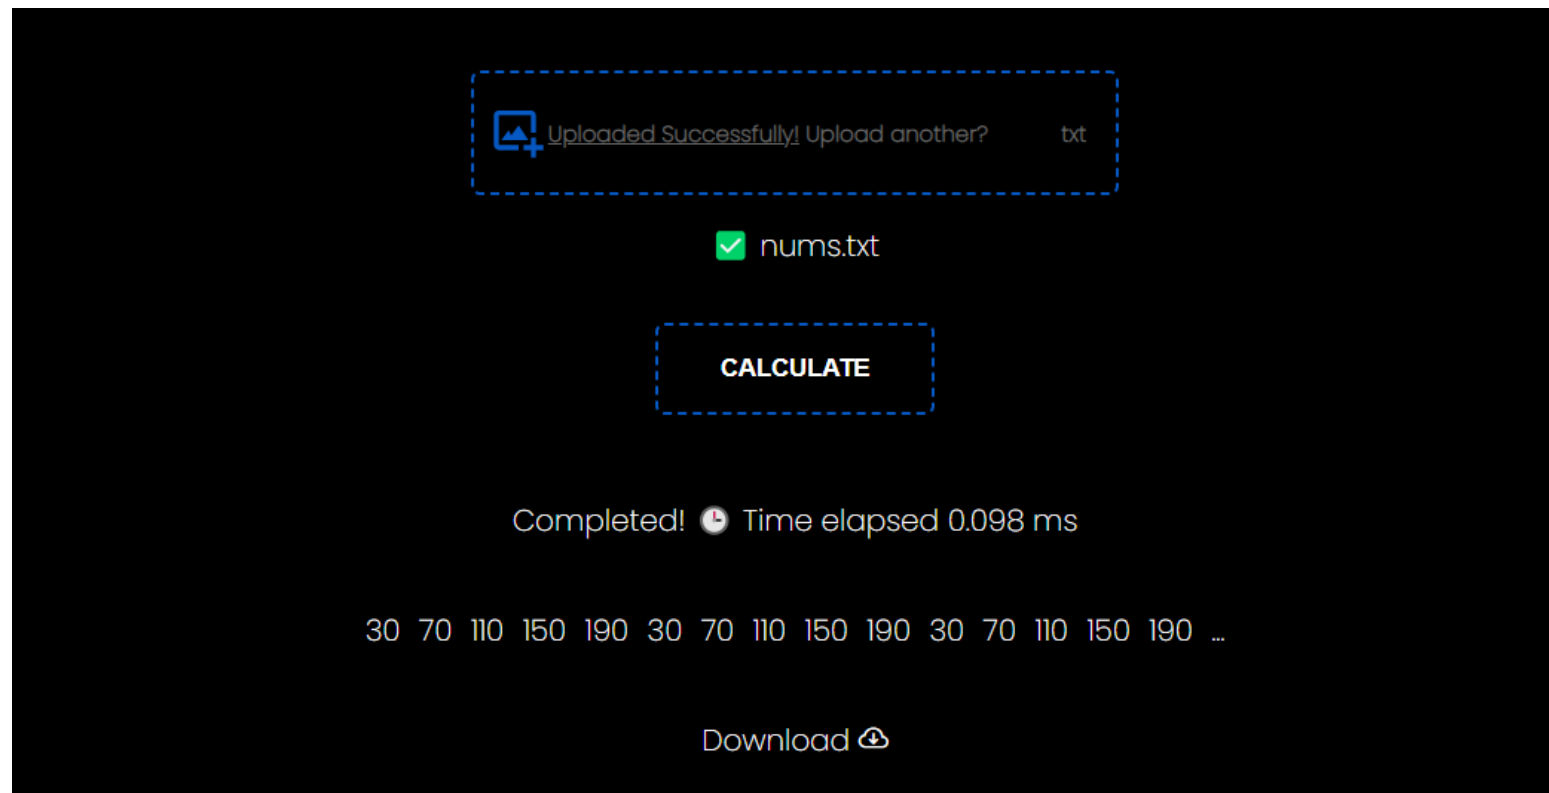 Uploaded Successfully! Upload another? txt
nums.txt
CALCULATE
Completed! Time elapsed 0.098 ms
30 70 110 150 190 30 70 110 150 190 30 70 110 150 190 ...
Download